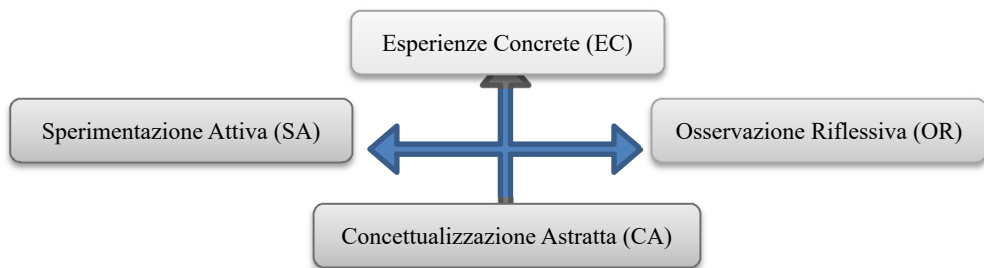 Esperienze Concrete (EC)
Sperimentazione Attiva (SA)
Osservazione Riflessiva (OR)
Concettualizzazione Astratta (CA)